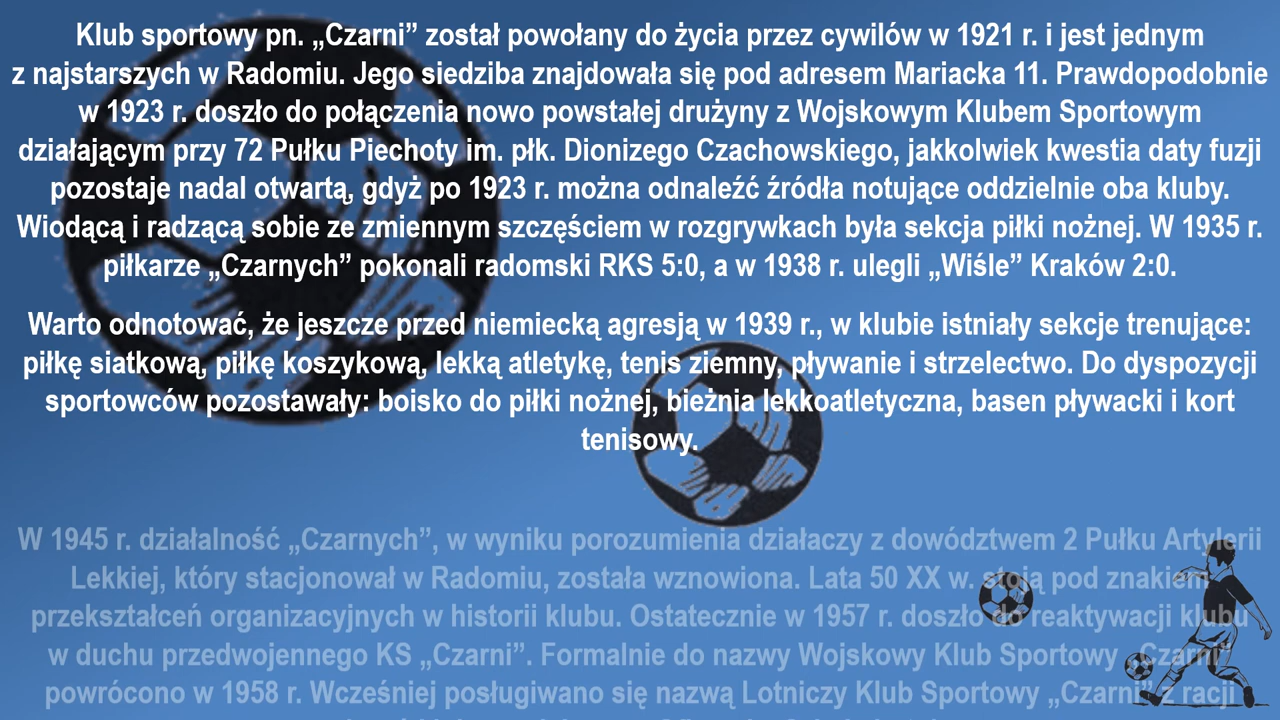 Klub sportowy pn. „Czarni” został powołany do życia przez cywilów w 1921 r. i jest jednym
z najstarszych w Radomiu. Jego siedziba znajdowała się pod adresem Mariacka 11. Prawdopodobnie
w 1923 r. doszło do połączenia nowo powstałej drużyny z Wojskowym Klubem Sportowym
działającym przy 72 Pułku Piechoty im. płk. Dionizego Czachowskiego, jakkolwiek kwestia daty fuzji
pozostaje nadal otwartą, gdyż po 1923 r. można odnaleźć źródła notujące oddzielnie oba kluby.
Wiodącą i radzącą sobie ze zmiennym szczęściem w rozgrywkach była sekcja piłki nożnej. W 1935 r.
piłkarze „Czarnych” pokonali radomski RKS 5:0, a w 1938 r. ulegli „Wiśle” Kraków 2:0.
Warto odnotować, że jeszcze przed niemiecką agresją w 1939 r., w klubie istniały sekcje trenujące:
piłkę siatkową, piłkę koszykową, lekką atletykę, tenis ziemny, pływanie i strzelectwo. Do dyspozycji
sportowców pozostawały: boisko do piłki nożnej, bieżnia lekkoatletyczna, basen pływacki i kort
tenisowy.
W 1945 r. działalność „Czarnych”, w wyniku porozumienia działaczy z dowództwem 2 Pułku Artylerii
Lekkiej, który stacjonował w Radomiu, została wznowiona. Lata 50 XX w. stoją pod znakiem
przekształceń organizacyjnych w historii klubu. Ostatecznie w 1957 r. doszło do reaktywacji klubu
w duchu przedwojennego KS „Czarni”. Formalnie do nazwy Wojskowy Klub Sportowy „Czarni”
powrócono w 1958 r. Wcześniej posługiwano się nazwą Lotniczy Klub Sportowy „Czarni” z racji